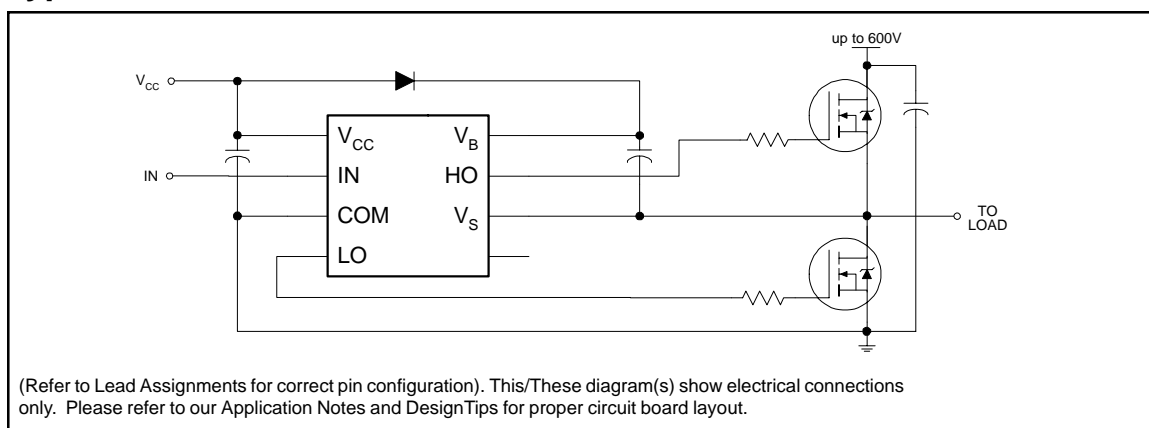 up to 600V
VCC
VCC
VB
IN
IN
HO
COM
VS
TO
LOAD
LO
(Refer to Lead Assignments for correct pin configuration). This/These diagram(s) show electrical connections
only. Please refer to our Application Notes and DesignTips for proper circuit board layout.